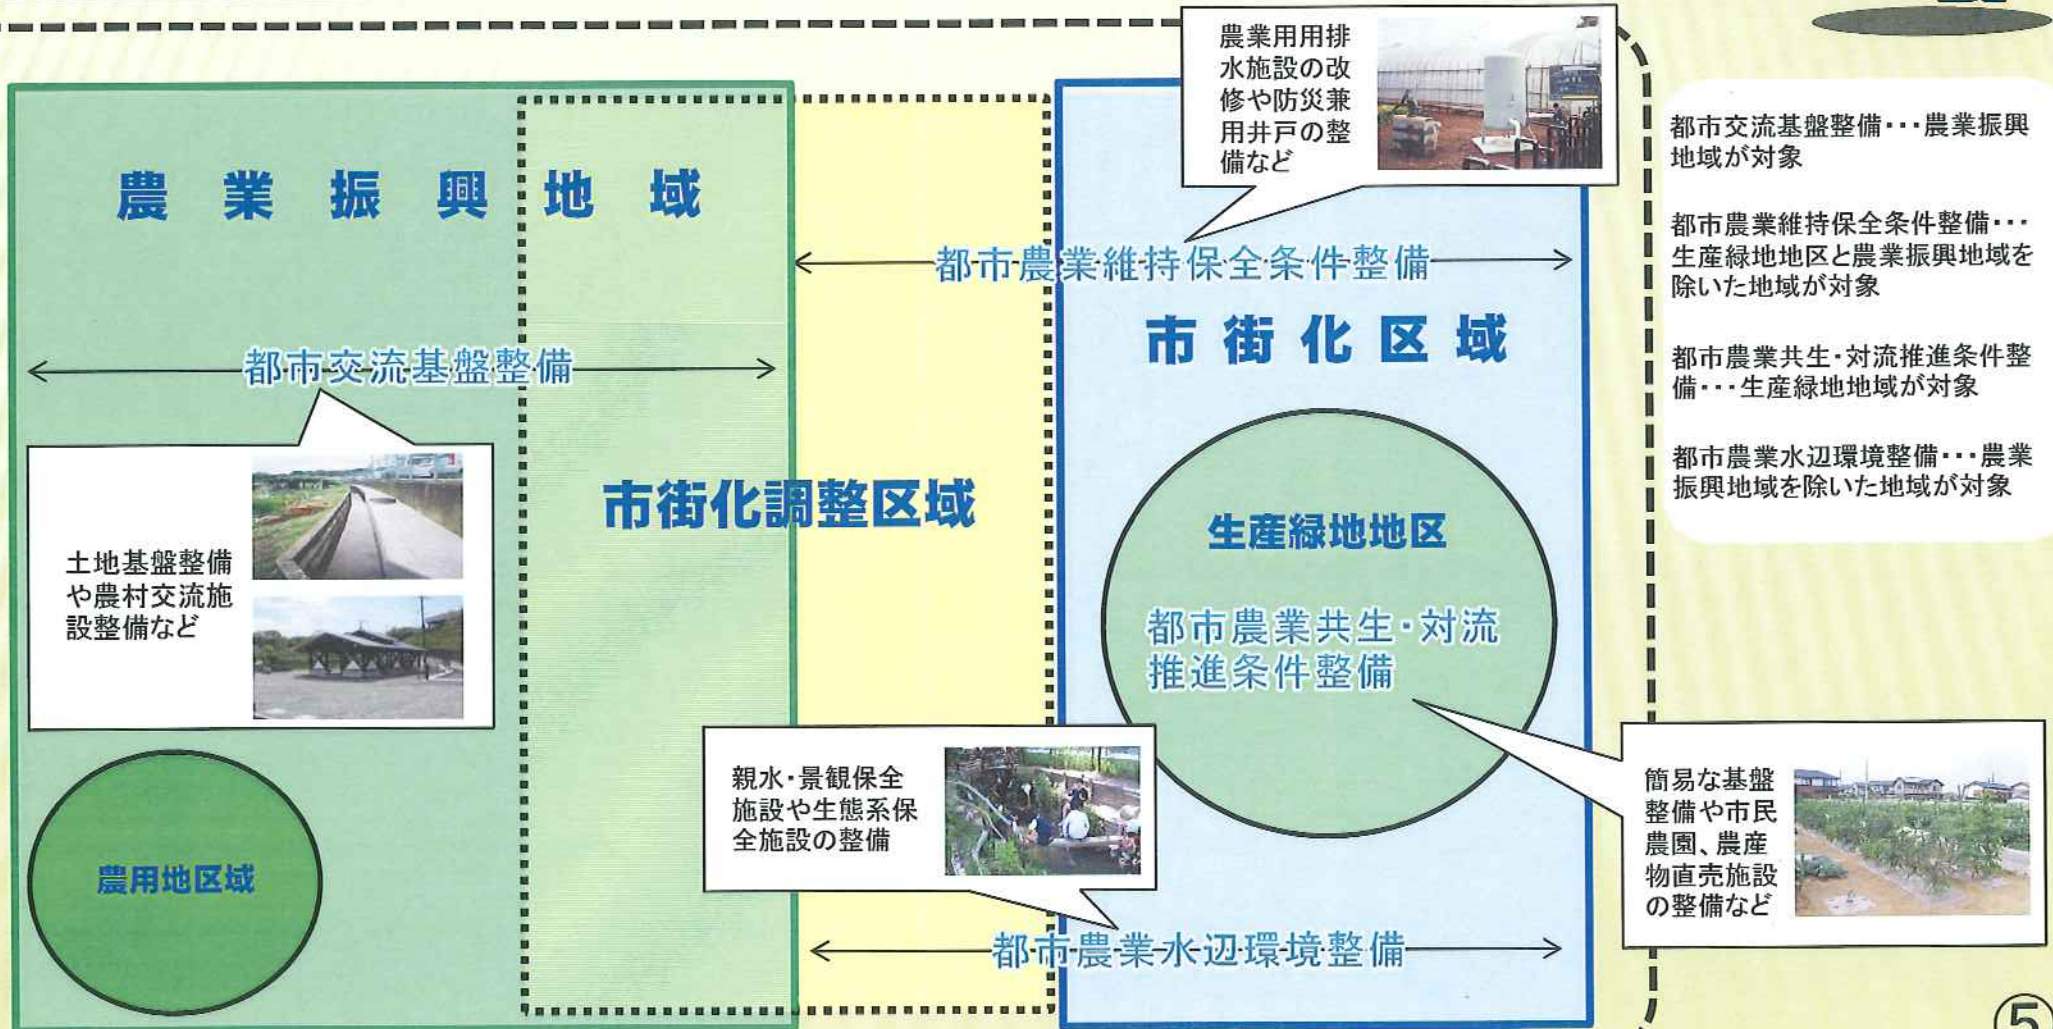 農業用用排
水施設の改
修や防災兼
用井戸の整
備など
農業振興地域
都市農業維持保全条件整備
市街化区域
都市交流基盤整備
土地基盤整備
や農村交流施
設整備など
市街化調整区域
生産緑地地区
都市農業共生・対流
推進条件整備
親水・景観保全
施設や生態系保
全施設の整備
農用地区域
都市農業水辺環境整備
簡易な基盤
整備や市民
農園、農産
物直売施設
の整備など
都市交流基盤整備・・・農業振興
地域が対象
都市農業維持保全条件整備・・・
生産緑地地区と農業振興地域を
除いた地域が対象
都市農業共生・対流推進条件整
備・・・生産緑地地域が対象
都市農業水辺環境整備・・・農業
振興地域を除いた地域が対象
⑤